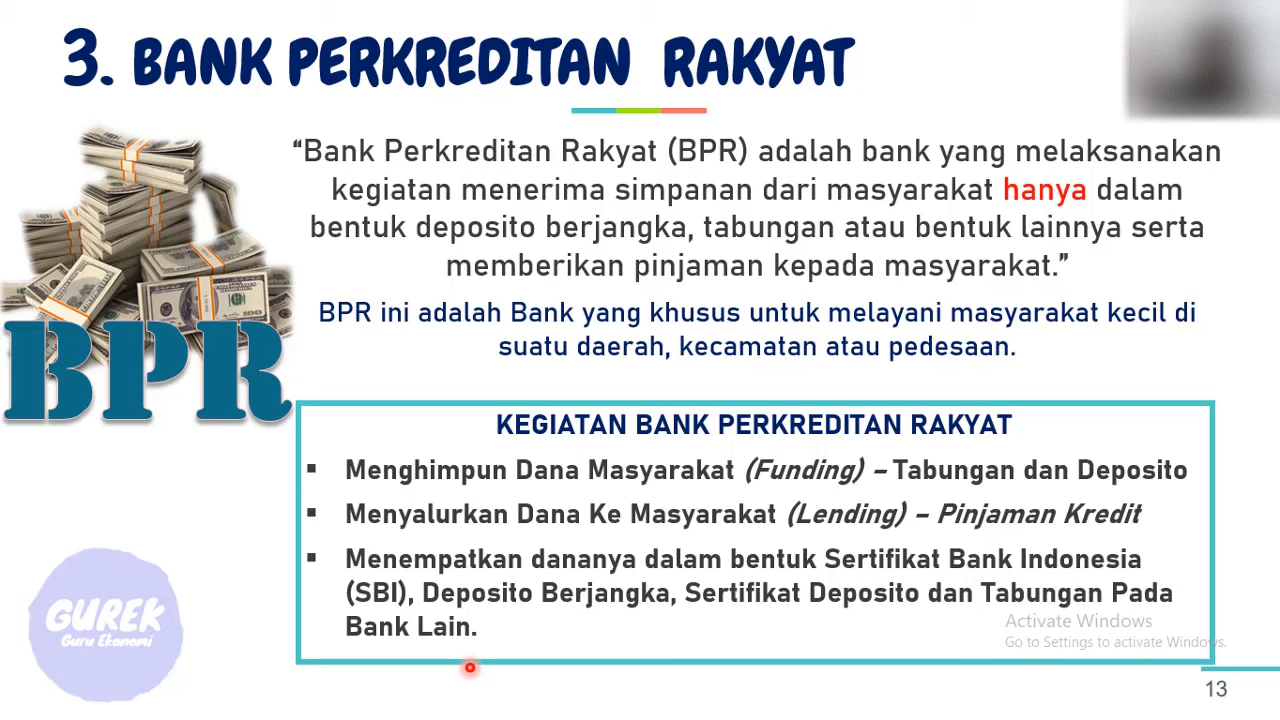 3. BANK PERKREDITAN RAKYAT
“Bank Perkreditan Rakyat (BPR) adalah bank yang melaksanakan
kegiatan menerima simpanan dari masyarakat hanya dalam
bentuk deposito berjangka, tabungan atau bentuk lainnya serta
memberikan pinjaman kepada masyarakat.”
BPR ini adalah Bank yang khusus untuk melayani masyarakat kecil di
suatu daerah, kecamatan atau pedesaan.
BPR
KEGIATAN BANK PERKREDITAN RAKYAT
▪ Menghimpun Dana Masyarakat (Funding) – Tabungan dan Deposito
▪ Menyalurkan Dana Ke Masyarakat (Lending) – Pinjaman Kredit
▪ Menempatkan dananya dalam bentuk Sertifikat Bank Indonesia
(SBI), Deposito Berjangka, Sertifikat Deposito dan Tabungan Pada
Bank Lain.
GUREK
Guru Ekonomi
Activate Windows
Go to Settings to activate Windows.
13